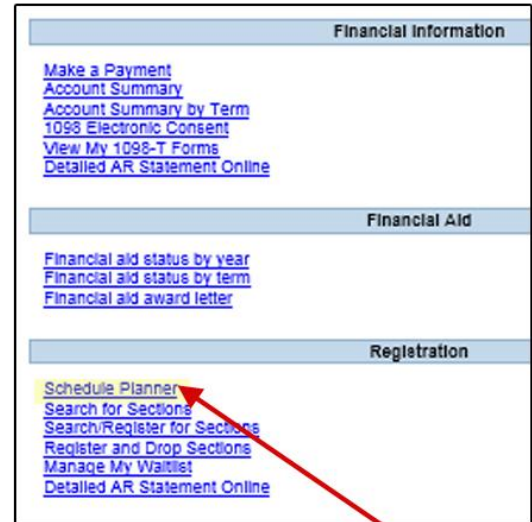 Financial Information
Make a Payment
Account Summary
Account Summary by Term
1098 Electronic Consent
View My 1098-T Forms
Detailed AR Statement Online
Financial Aid
Financial aid status by year
Financial aid status by term
Financial aid award letter
Registration
Schedule Planner
Search for Sections
Search/Register for Sections
Register and Drop Sections
Manage My Waitlist
Detailed AR Statement Online